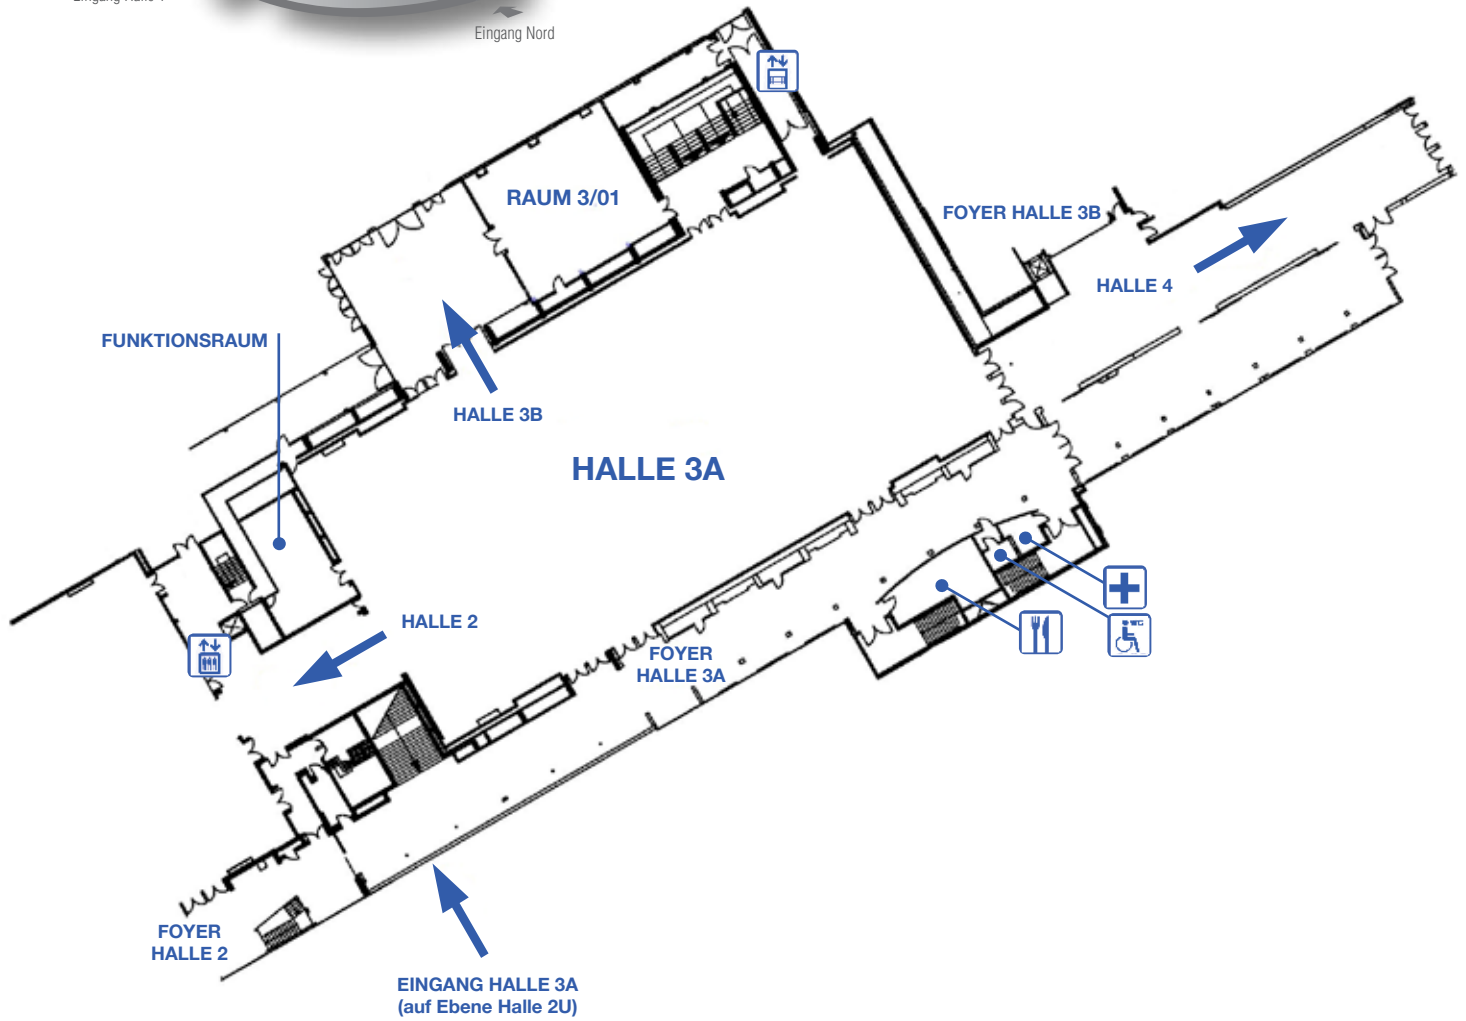 Eingang Nord
RAUM 3/01
FOYER HALLE 3B
HALLE 4
FUNKTIONSRAUM
HALLE 3B
HALLE 3A
HALLE 2
WC
FOYER
HALLE 3A
FOYER
HALLE 2
EINGANG HALLE 3A
(auf Ebene Halle 2U)